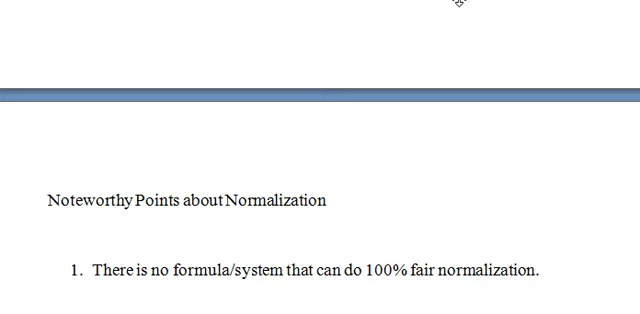 Noteworthy Points about Normalization
1. There is no formula/system that can do 100% fair normalization.